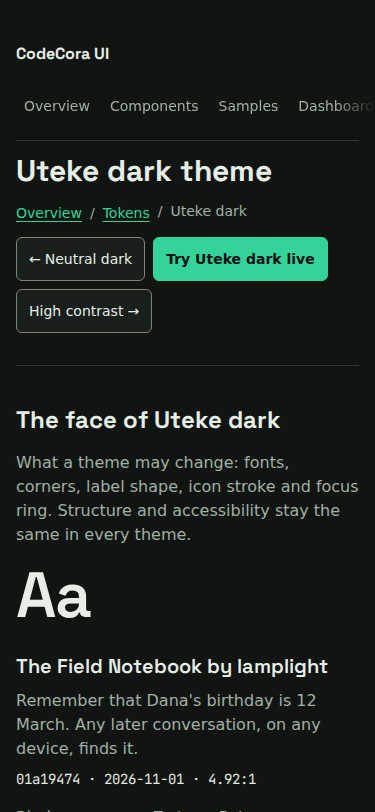 CodeCora UI
Overview Components Samples Dashboard
Uteke dark theme
Overview / Tokens / Uteke dark
← Neutral dark Try Uteke dark live
High contrast →
The face of Uteke dark
What a theme may change: fonts,
corners, label shape, icon stroke and focus
ring. Structure and accessibility stay the
same in every theme.
Aa
The Field Notebook by lamplight
Remember that Dana's birthday is 12
March. Any later conversation, on any
device, finds it.
01a19474 · 2026-11-01 · 4.92:1